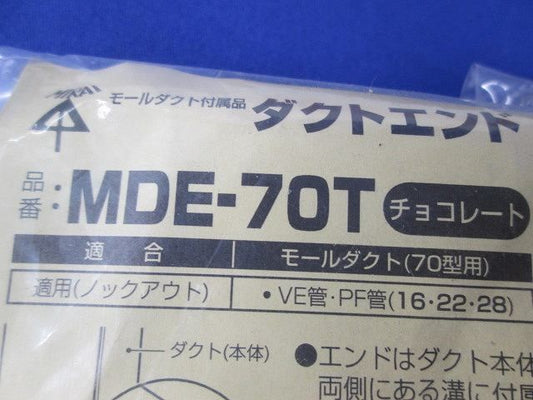 MIRAI
モールダクト付属品 ダクトエンド
品番: MDE-70T チョコレート
適 合 モールダクト(70型用)
適用(ノックアウト) ・VE管・PF管(16・22・28)
ダクト(本体)
●エンドはダクト本体
両側にある溝に付属